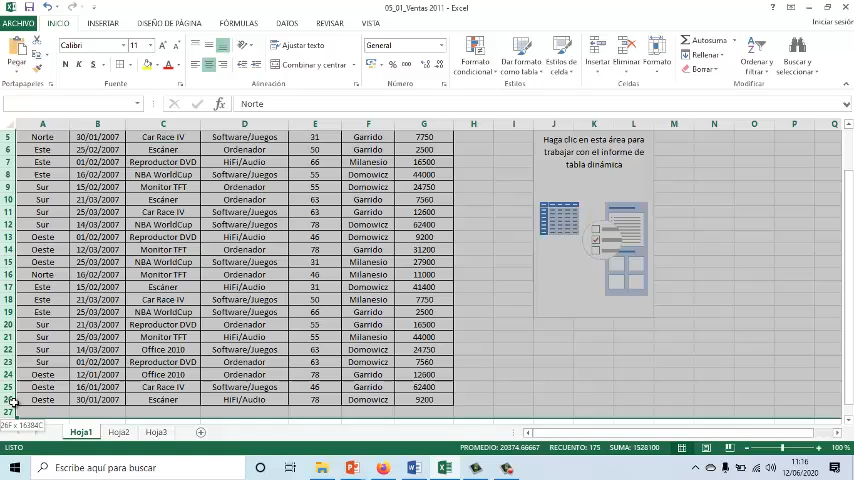 05_01_Ventas 2011 - Excel
ARCHIVO INICIO INSERTAR DISEÑO DE PÁGINA FÓRMULAS DATOS REVISAR VISTA Iniciar sesión
Pegar Calibri 11 Ajustar texto General Formato condicional Dar formato como tabla Estilos de celda Insertar Eliminar Formato Autosuma Rellenar Borrar Ordenar y filtrar Buscar y seleccionar
N K S Combinar y centrar % 000
Portapapeles Fuente Alineación Número Estilos Celdas Modificar
fx Norte
A B C D E F G H I J K L M N O P Q
5 Norte 30/01/2007 Car Race IV Software/Juegos 31 Garrido 7750
6 Este 25/02/2007 Escáner Ordenador 50 Garrido 2500
7 Este 01/02/2007 Reproductor DVD HiFi/Audio 66 Milanesio 16500
8 Este 16/02/2007 NBA WorldCup Software/Juegos 55 Domowicz 44000
9 Sur 15/02/2007 Monitor TFT Ordenador 55 Domowicz 24750
10 Sur 21/03/2007 Escáner Ordenador 63 Garrido 7560
11 Sur 25/03/2007 Car Race IV Software/Juegos 63 Garrido 12600
12 Sur 14/03/2007 NBA WorldCup Software/Juegos 78 Domowicz 62400
13 Oeste 01/02/2007 Reproductor DVD HiFi/Audio 46 Domowicz 9200
14 Oeste 12/03/2007 Monitor TFT Ordenador 78 Garrido 31200
15 Oeste 25/03/2007 NBA WorldCup Software/Juegos 31 Milanesio 27900
16 Norte 16/02/2007 Monitor TFT Ordenador 46 Milanesio 11000
17 Este 15/02/2007 Escáner HiFi/Audio 31 Domowicz 41400
18 Este 21/03/2007 Car Race IV Software/Juegos 50 Milanesio 7750
19 Este 25/03/2007 NBA WorldCup Software/Juegos 66 Garrido 2500
20 Sur 21/03/2007 Reproductor DVD Ordenador 55 Garrido 16500
21 Sur 25/03/2007 Monitor TFT Ordenador 55 Milanesio 44000
22 Sur 14/03/2007 Office 2010 Software/Juegos 63 Domowicz 24750
23 Sur 01/02/2007 Reproductor DVD Ordenador 63 Domowicz 7560
24 Oeste 12/01/2007 Office 2010 Ordenador 78 Garrido 12600
25 Oeste 16/01/2007 Car Race IV Software/Juegos 46 Garrido 62400
26 Oeste 30/01/2007 Escáner HiFi/Audio 78 Domowicz 9200
27
Haga clic en esta área para
trabajar con el informe de
tabla dinámica
26F x 16384C
Hoja1 Hoja2 Hoja3
LISTO PROMEDIO: 20374.66667 RECUENTO: 175 SUMA: 1528100 100 %
Escribe aquí para buscar
11:16
12/06/2020